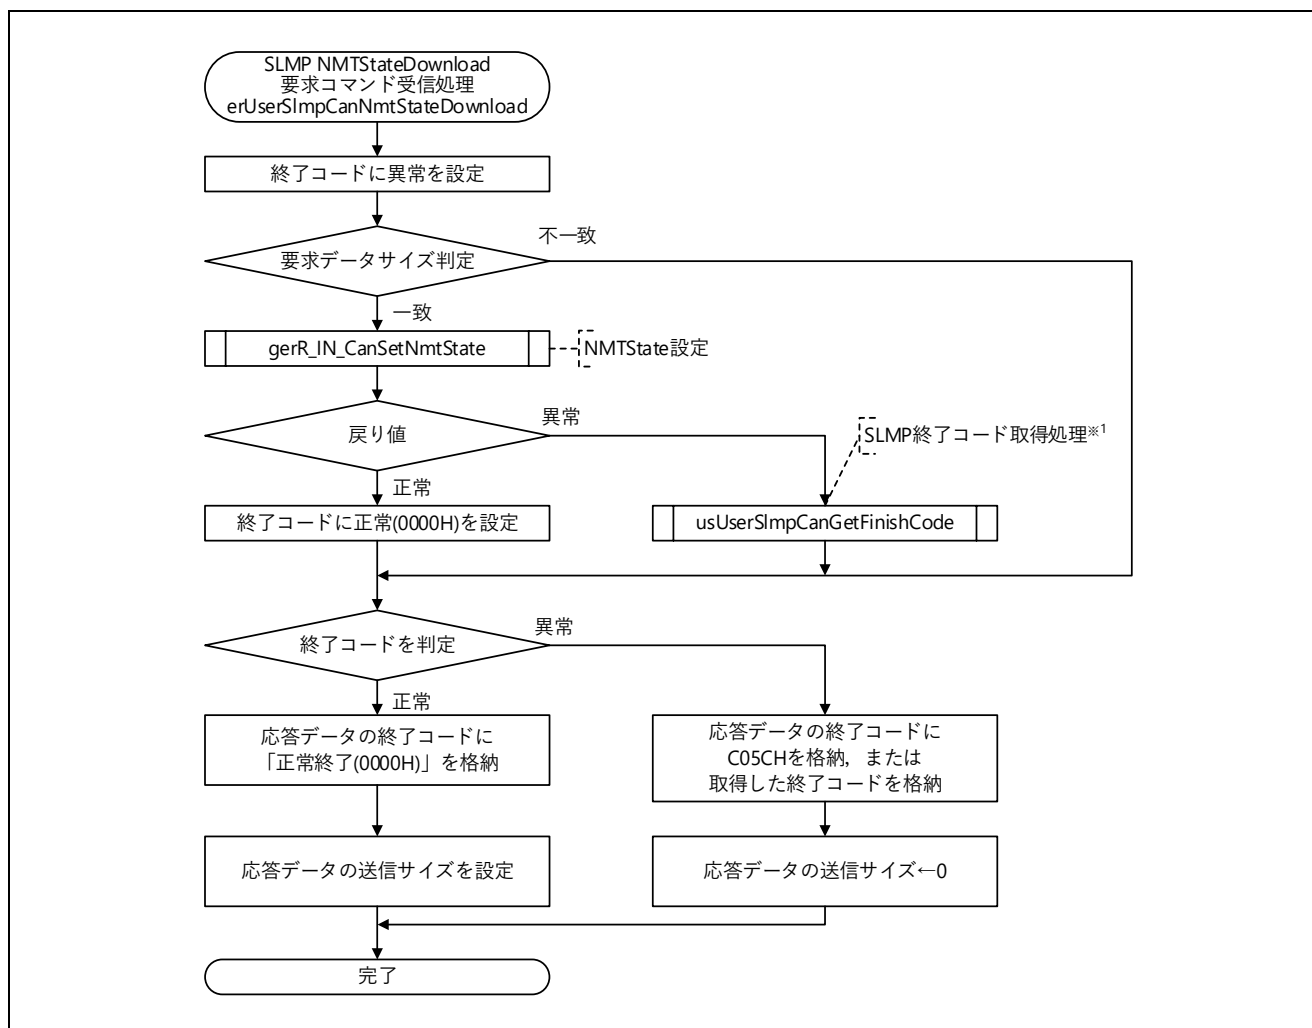 SLMP NMTStateDownload
要求コマンド受信処理
erUserSlmpCanNmtStateDownload
終了コードに異常を設定
不一致
要求データサイズ判定
一致
gerR_IN_CanSetNmtState
NMTState設定
異常
戻り値
SLMP終了コード取得処理※1
正常
終了コードに正常(0000H)を設定
usUserSlmpCanGetFinishCode
異常
終了コードを判定
正常
応答データの終了コードに
「正常終了(0000H)」を格納
応答データの終了コードに
C05CHを格納，または
取得した終了コードを格納
応答データの送信サイズを設定
応答データの送信サイズ←0
完了